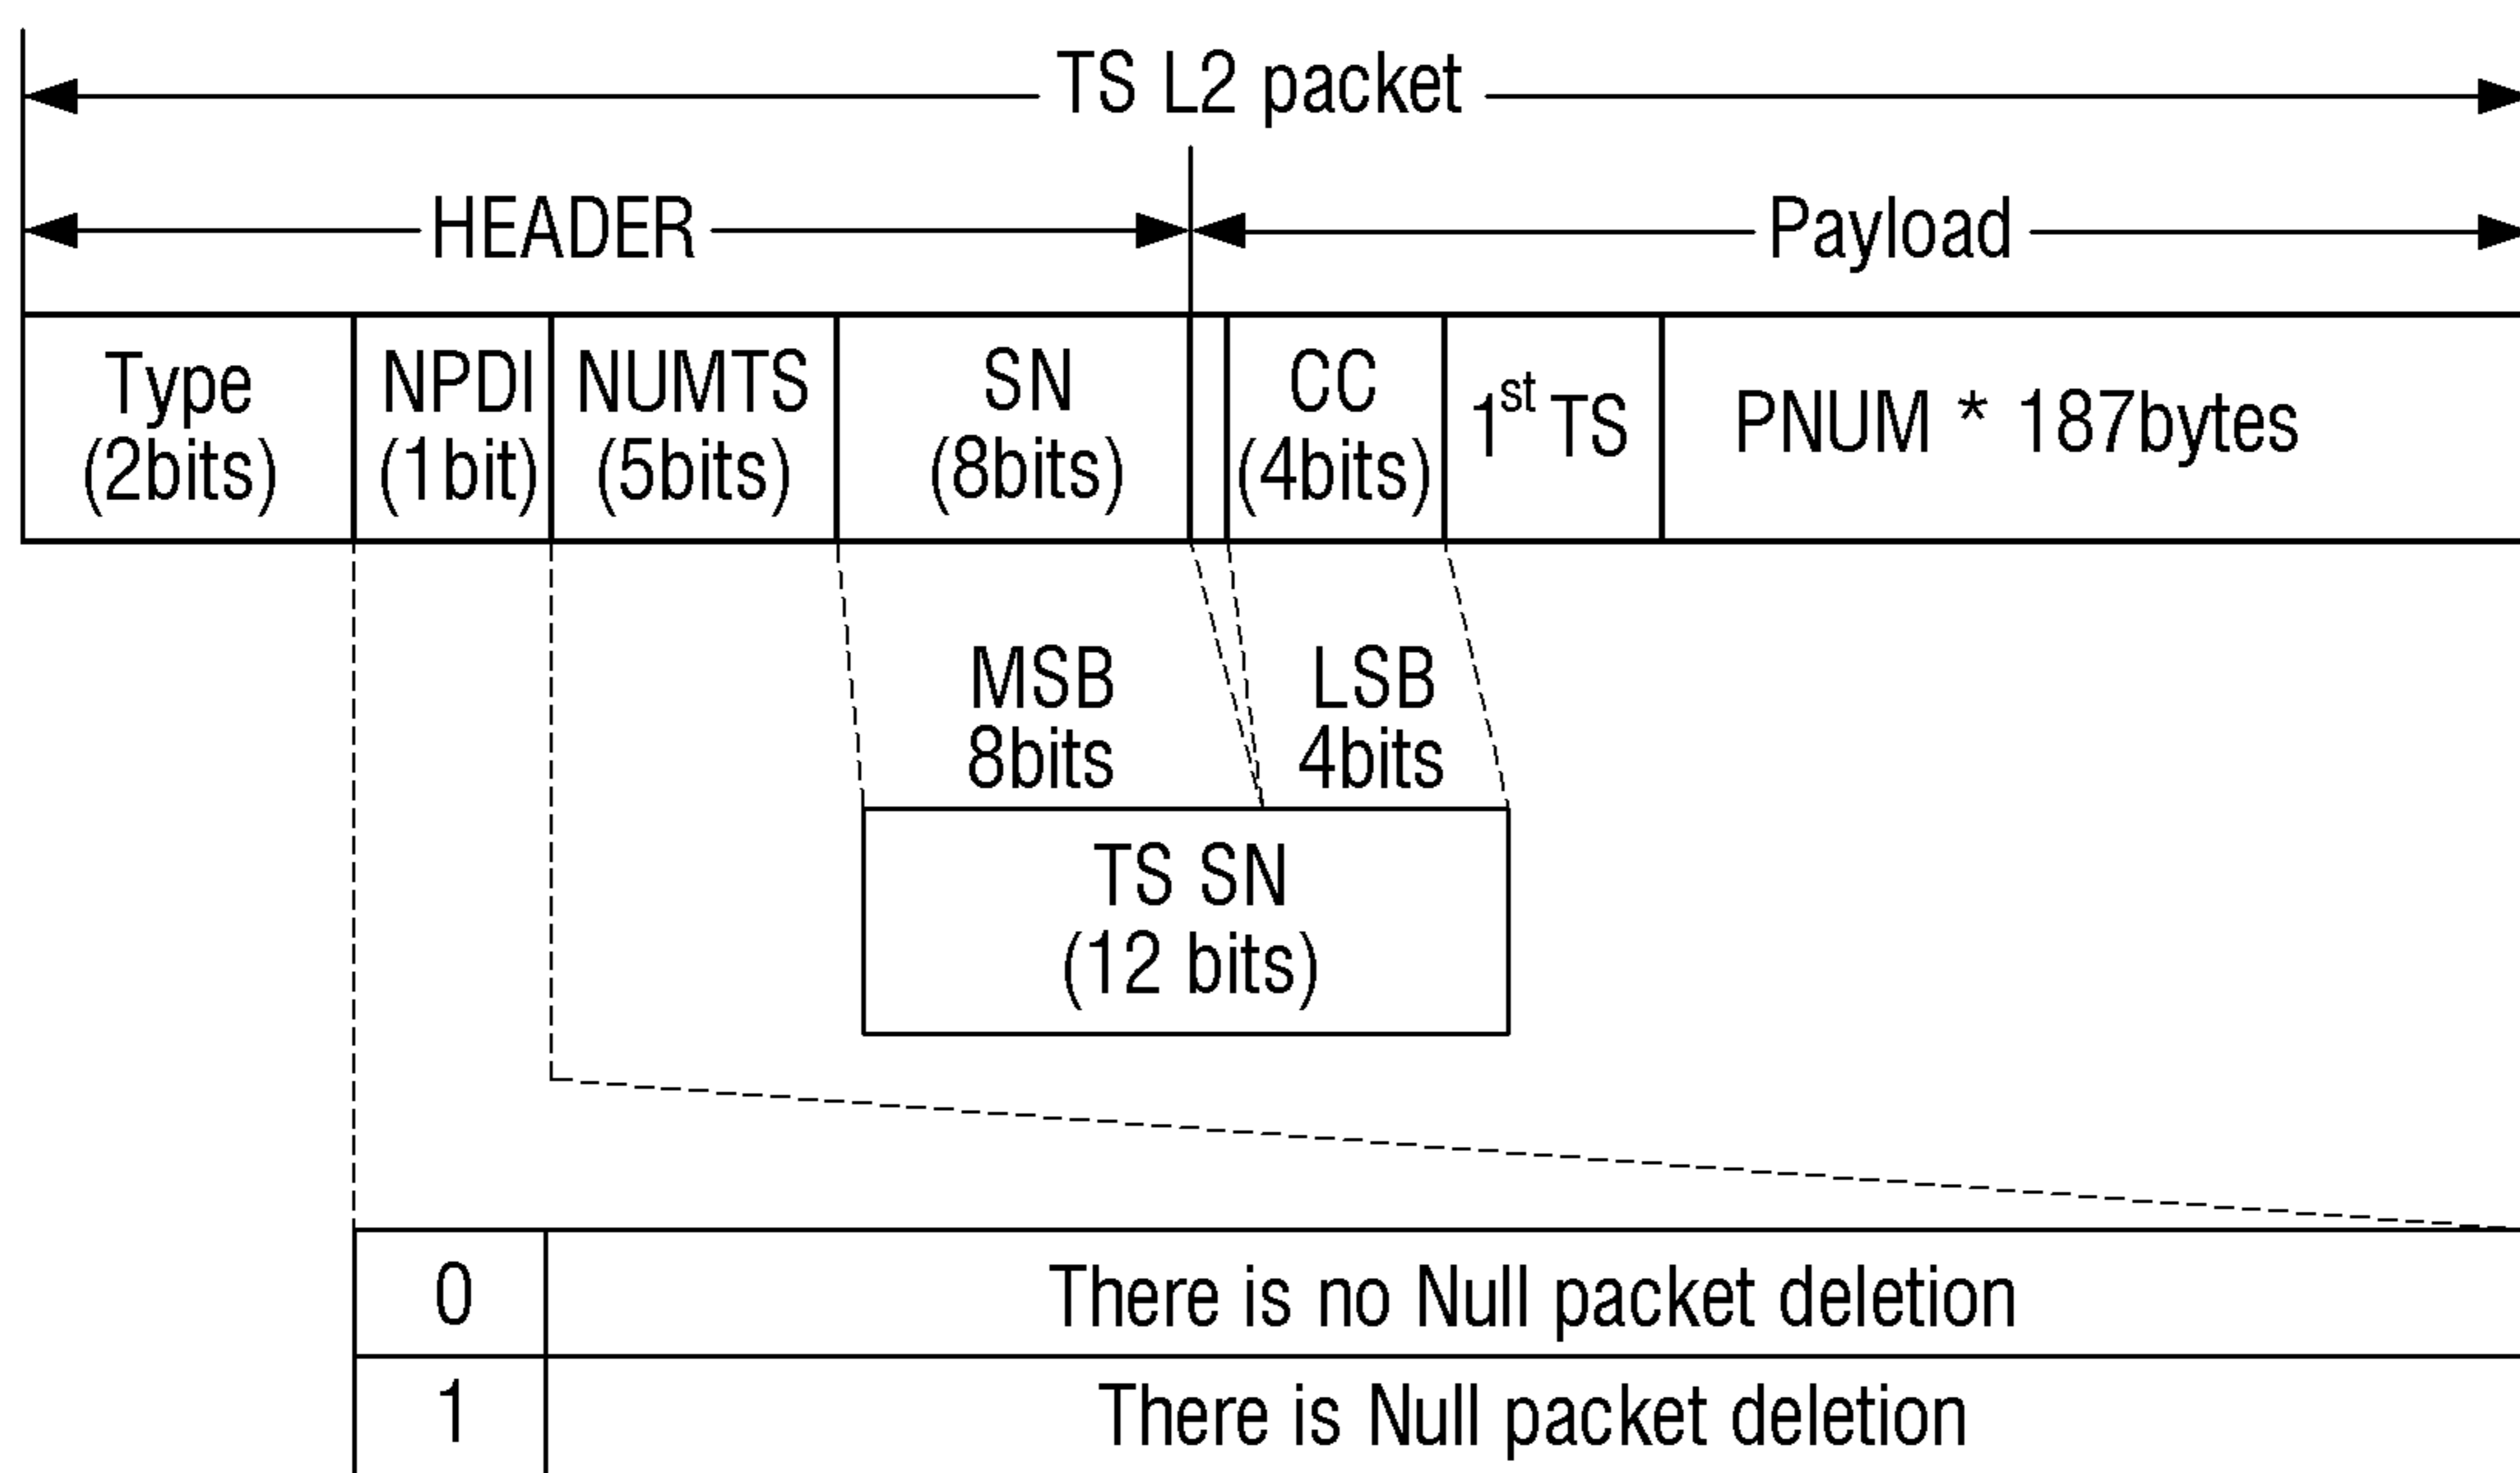 TS L2 packet
HEADER
Payload
Type
(2bits)
NPDI
(1bit)
NUMTS
(5bits)
SN
(8bits)
CC
(4bits)
1st TS
PNUM * 187bytes
MSB
8bits
LSB
4bits
TS SN
(12 bits)
0
There is no Null packet deletion
1
There is Null packet deletion